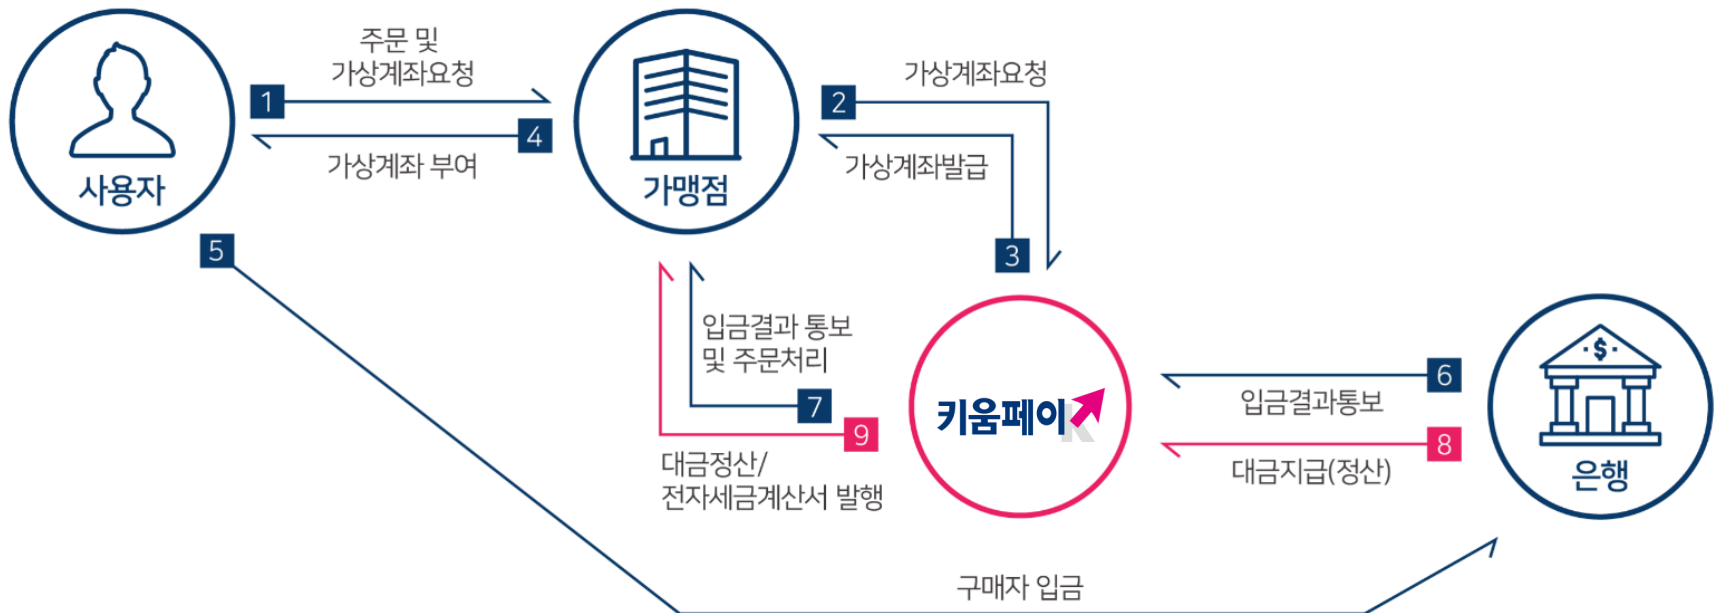 주문 및
가상계좌요청
1
4
가상계좌 부여
사용자
가맹점
2
가상계좌요청
가상계좌발급
3
5
입금결과 통보
및 주문처리
7
9
대금정산/
전자세금계산서 발행
키움페이
K
6
입금결과통보
8
대금지급(정산)
$
은행
구매자 입금